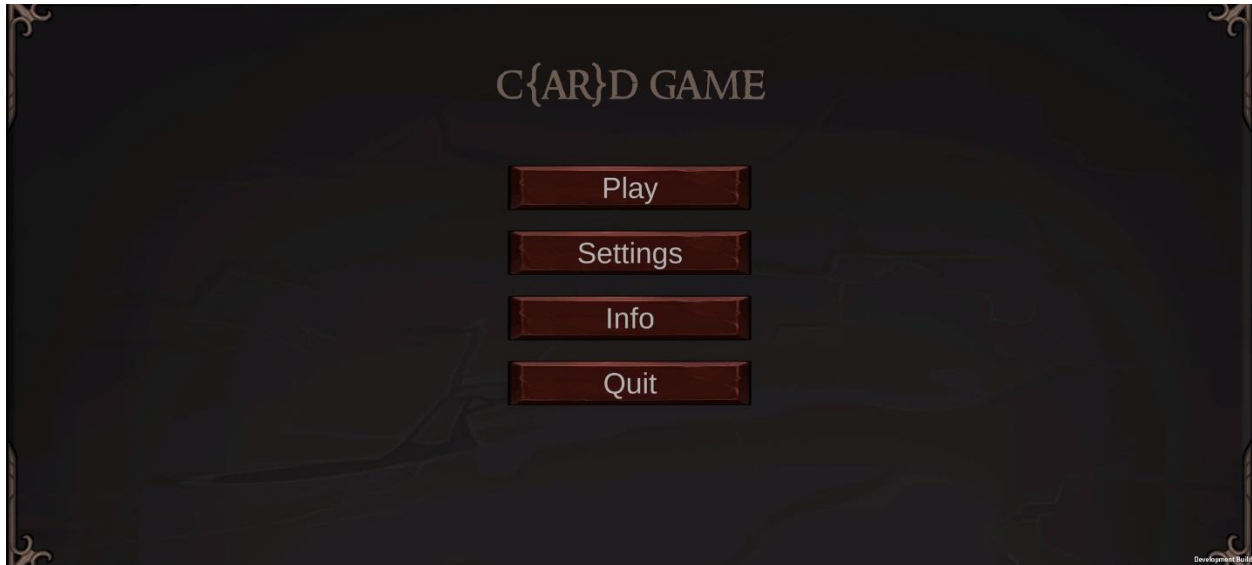 C{AR}D GAME
Play
Settings
Info
Quit
Development Build